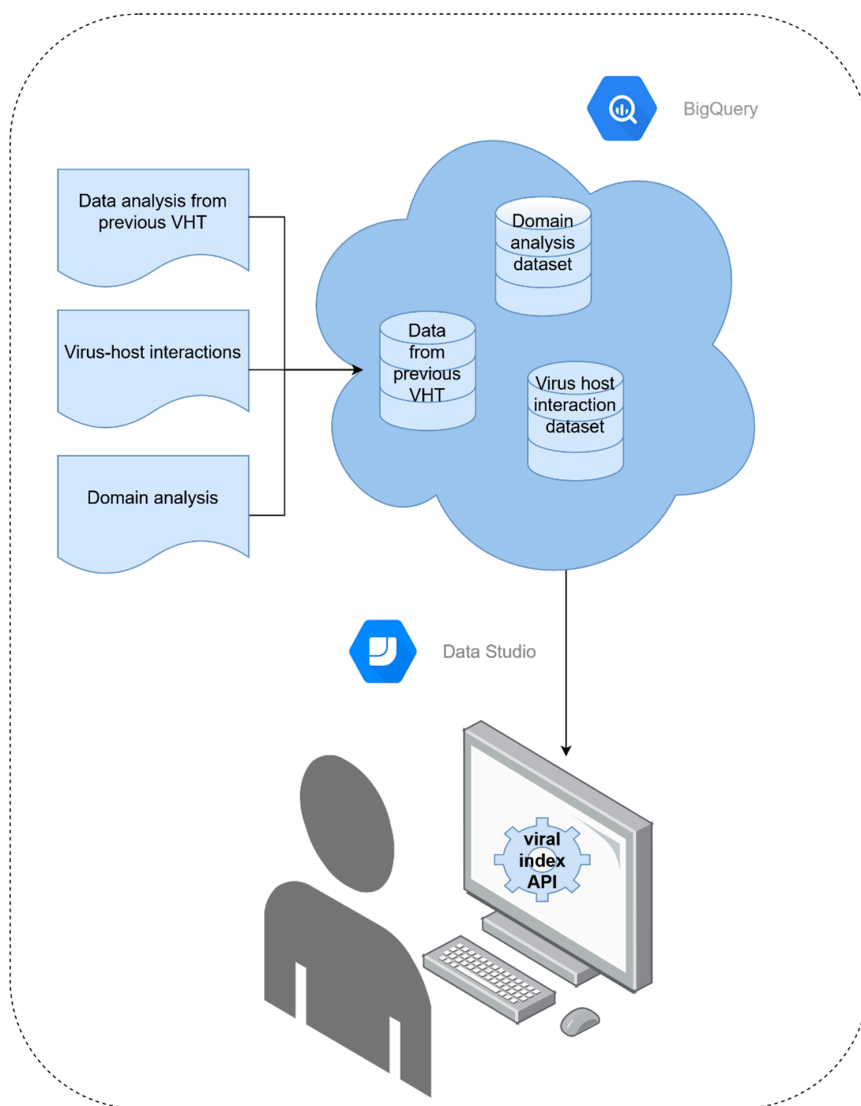 BigQuery
Data analysis from
previous VHT
Virus-host interactions
Domain analysis
Domain
analysis
dataset
Data
from
previous
VHT
Virus host
interaction
dataset
Data Studio
viral
index
API